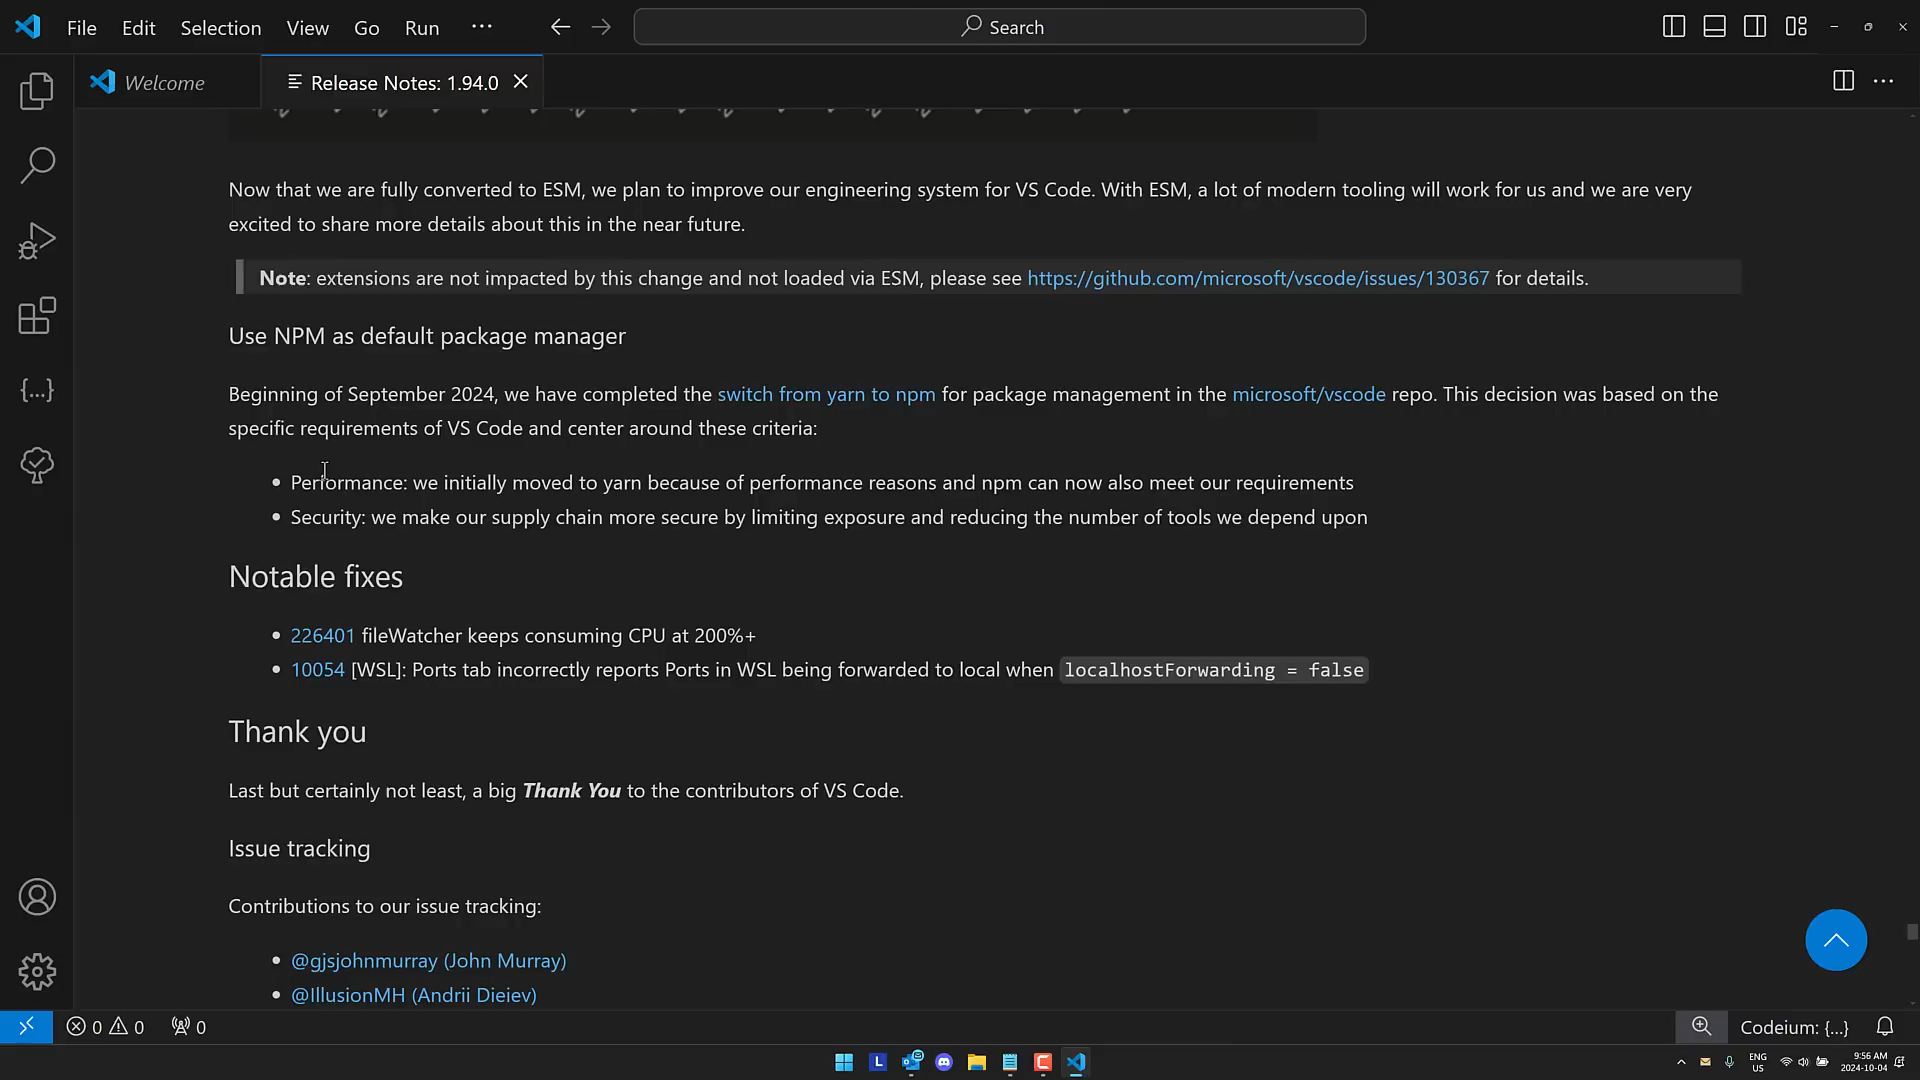 File Edit Selection View Go Run ··· Search
Welcome Release Notes: 1.94.0
Now that we are fully converted to ESM, we plan to improve our engineering system for VS Code. With ESM, a lot of modern tooling will work for us and we are very
excited to share more details about this in the near future.
Note: extensions are not impacted by this change and not loaded via ESM, please see https://github.com/microsoft/vscode/issues/130367 for details.
Use NPM as default package manager
Beginning of September 2024, we have completed the switch from yarn to npm for package management in the microsoft/vscode repo. This decision was based on the
specific requirements of VS Code and center around these criteria:
• Performance: we initially moved to yarn because of performance reasons and npm can now also meet our requirements
• Security: we make our supply chain more secure by limiting exposure and reducing the number of tools we depend upon
Notable fixes
• 226401 fileWatcher keeps consuming CPU at 200%+
• 10054 [WSL]: Ports tab incorrectly reports Ports in WSL being forwarded to local when localhostForwarding = false
Thank you
Last but certainly not least, a big Thank You to the contributors of VS Code.
Issue tracking
Contributions to our issue tracking:
• @gjsjohnmurray (John Murray)
• @IllusionMH (Andrii Dieiev)
0 0 0 Codeium: {...}
L ENG 9:56 AM
US 2024-10-04